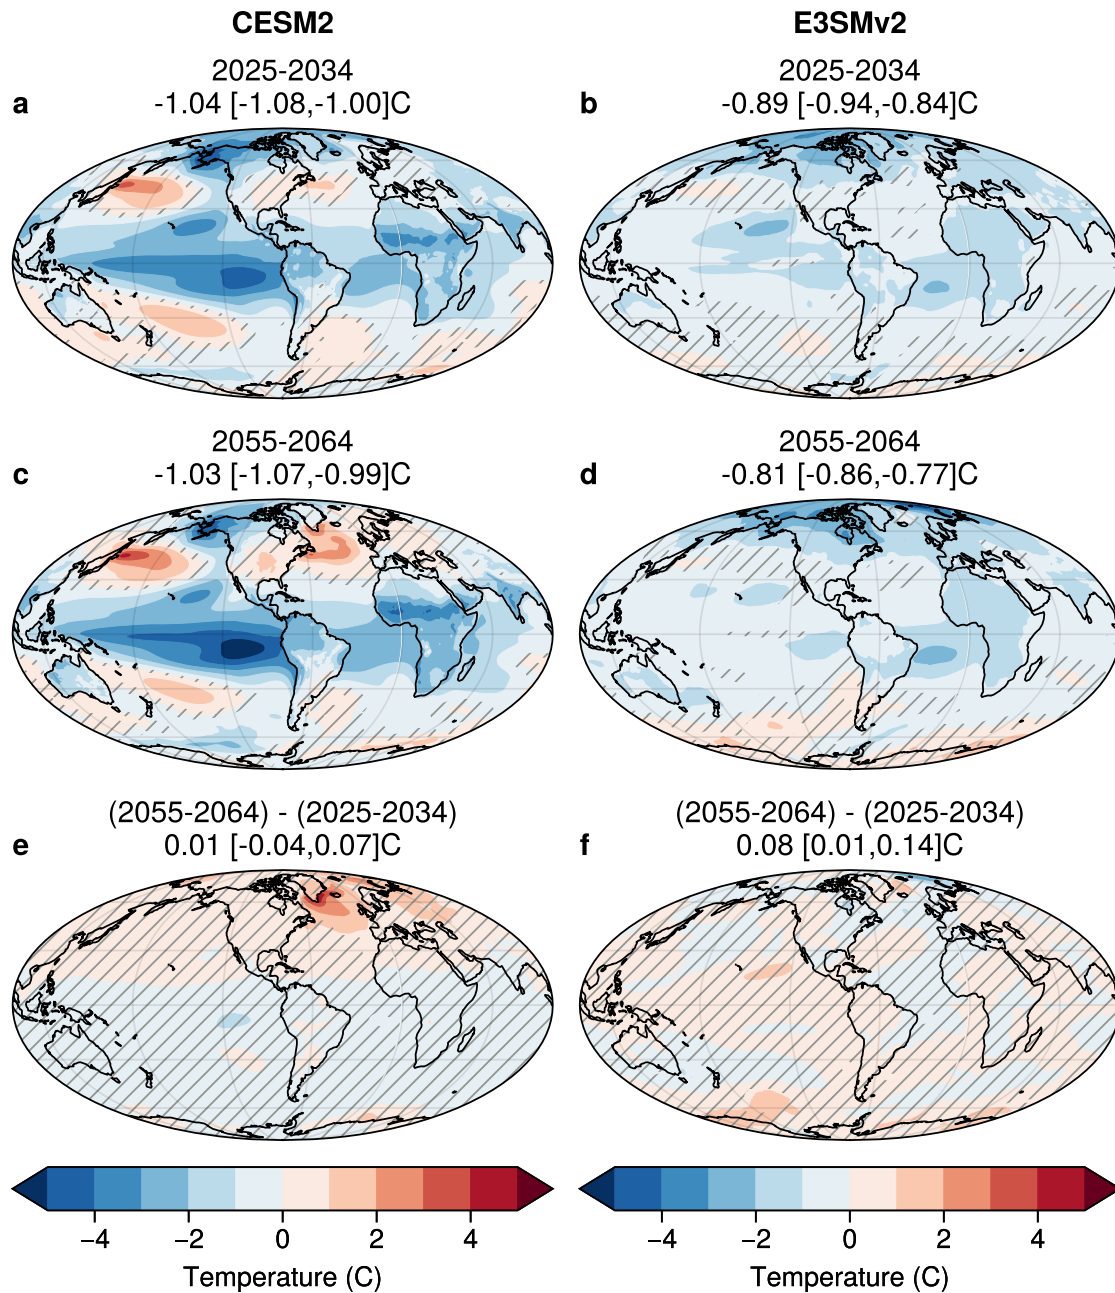 CESM2
E3SMv2
2025-2034
a
-1.04 [-1.08,-1.00]C
2025-2034
b
-0.89 [-0.94,-0.84]C
2055-2064
c
-1.03 [-1.07,-0.99]C
2055-2064
d
-0.81 [-0.86,-0.77]C
(2055-2064) - (2025-2034)
e
0.01 [-0.04,0.07]C
(2055-2064) - (2025-2034)
f
0.08 [0.01,0.14]C
−4 −2 0 2 4
Temperature (C)
−4 −2 0 2 4
Temperature (C)